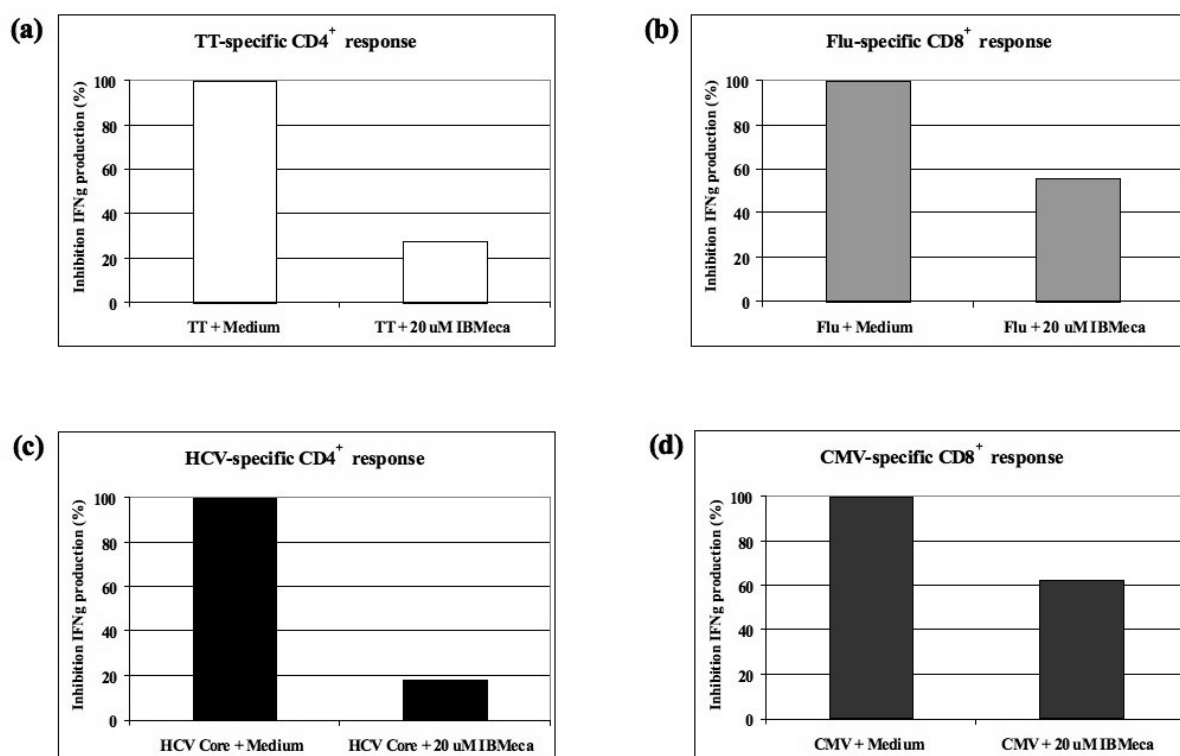 (a)
TT-specific CD4+ response
Inhibition IFNg production (%)
100
80
60
40
20
0
TT + Medium
TT + 20 uM IBMeca
(b)
Flu-specific CD8+ response
Inhibition IFNg production (%)
100
80
60
40
20
0
Flu + Medium
Flu + 20 uM IBMeca
(c)
HCV-specific CD4+ response
Inhibition IFNg production (%)
100
80
60
40
20
0
HCV Core + Medium
HCV Core + 20 uM IBMeca
(d)
CMV-specific CD8+ response
Inhibition IFNg production (%)
100
80
60
40
20
0
CMV + Medium
CMV + 20 uM IBMeca